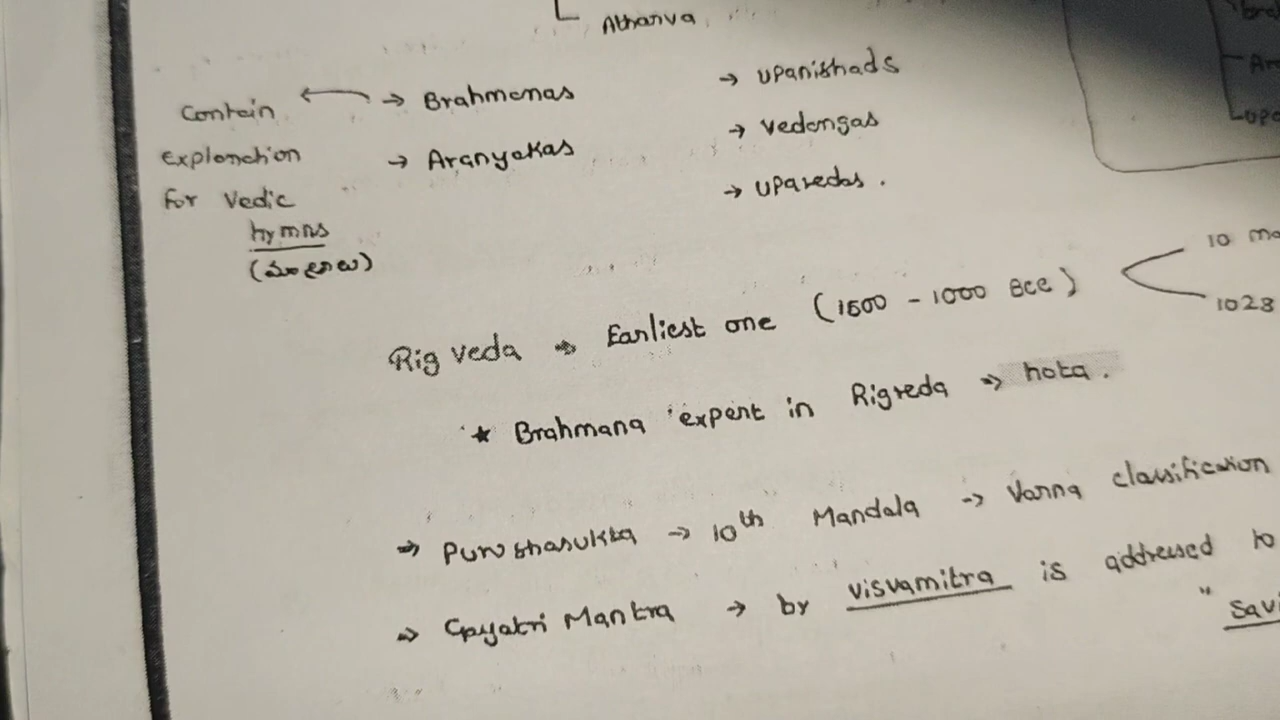 Atharva
→ Brahmanas
→ Aranyakas
Contain
explanation
for Vedic
hymns
→ upanishads
→ vedangas
→ upavedas.
Rig veda → Earliest one (1500 - 1000 BCE)
10
1028
* Brahmana expert in Rigveda ⇒ hota.
⇒ Purushasukta → 10th Mandala → Varna classification
⇒ Gayatri Mantra → by visvamitra is addressed to
" Savi